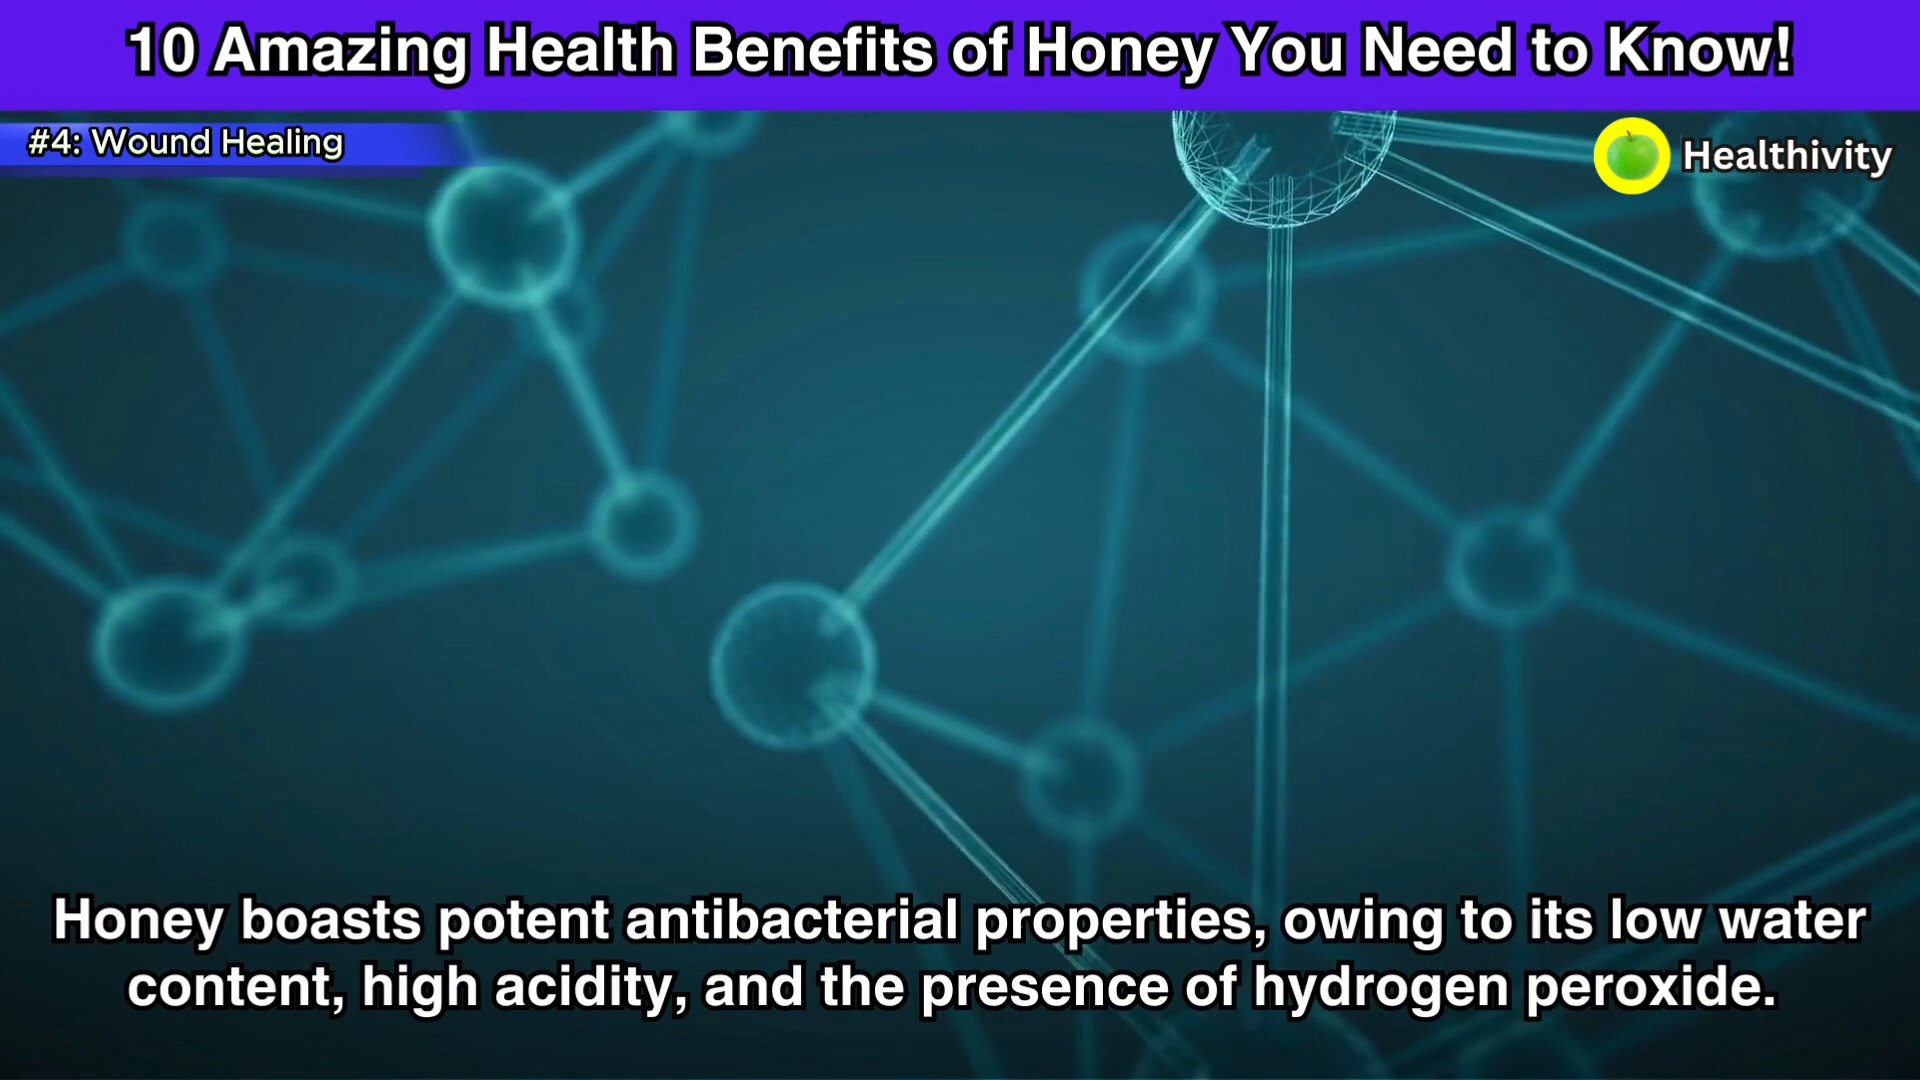 10 Amazing Health Benefits of Honey You Need to Know!
#4: Wound Healing
Healthivity
Honey boasts potent antibacterial properties, owing to its low water
content, high acidity, and the presence of hydrogen peroxide.